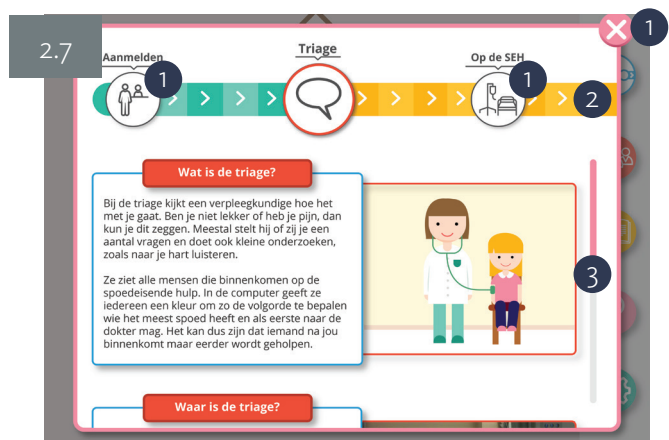 2.7
1
Aanmelden
Triage
Op de SEH
1
1
2
Wat is de triage?
Bij de triage kijkt een verpleegkundige hoe het
met je gaat. Ben je niet lekker of heb je pijn, dan
kun je dit zeggen. Meestal stelt hij of zij je een
aantal vragen en doet ook kleine onderzoeken,
zoals naar je hart luisteren.
Ze ziet alle mensen die binnenkomen op de
spoedeisende hulp. In de computer geeft ze
iedereen een kleur om zo de volgorde te bepalen
wie het meest spoed heeft en als eerste naar de
dokter mag. Het kan dus zijn dat iemand na jou
binnenkomt maar eerder wordt geholpen.
3
Waar is de triage?